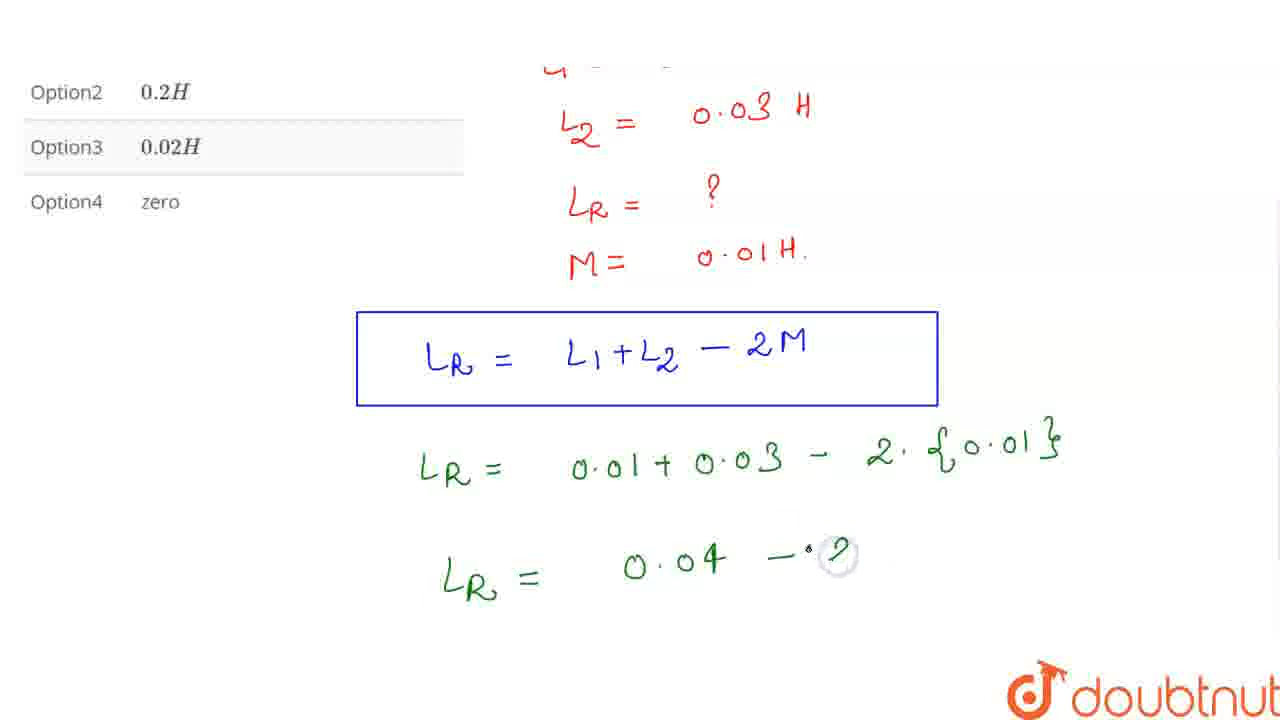 Option2 0.2H
Option3 0.02H
Option4 zero
L2 = 0.03 H
LR = ?
M = 0.01 H.
LR = L1 + L2 - 2M
LR = 0.01 + 0.03 - 2. {0.01}
LR = 0.04 - . 2
doubtnut